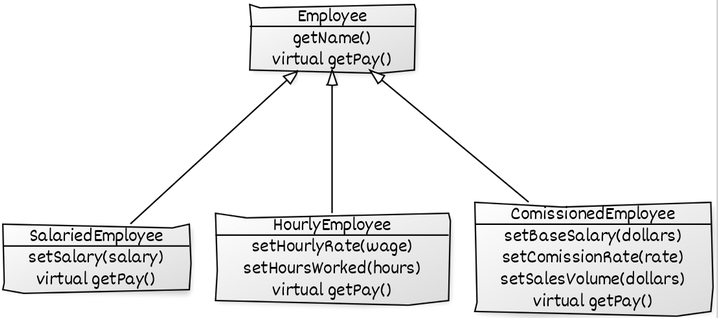 Employee
getName()
virtual getPay()
SalariedEmployee
setSalary(salary)
virtual getPay()
HourlyEmployee
setHourlyRate(wage)
setHoursWorked(hours)
virtual getPay()
ComissionedEmployee
setBaseSalary(dollars)
setComissionRate(rate)
setSalesVolume(dollars)
virtual getPay()